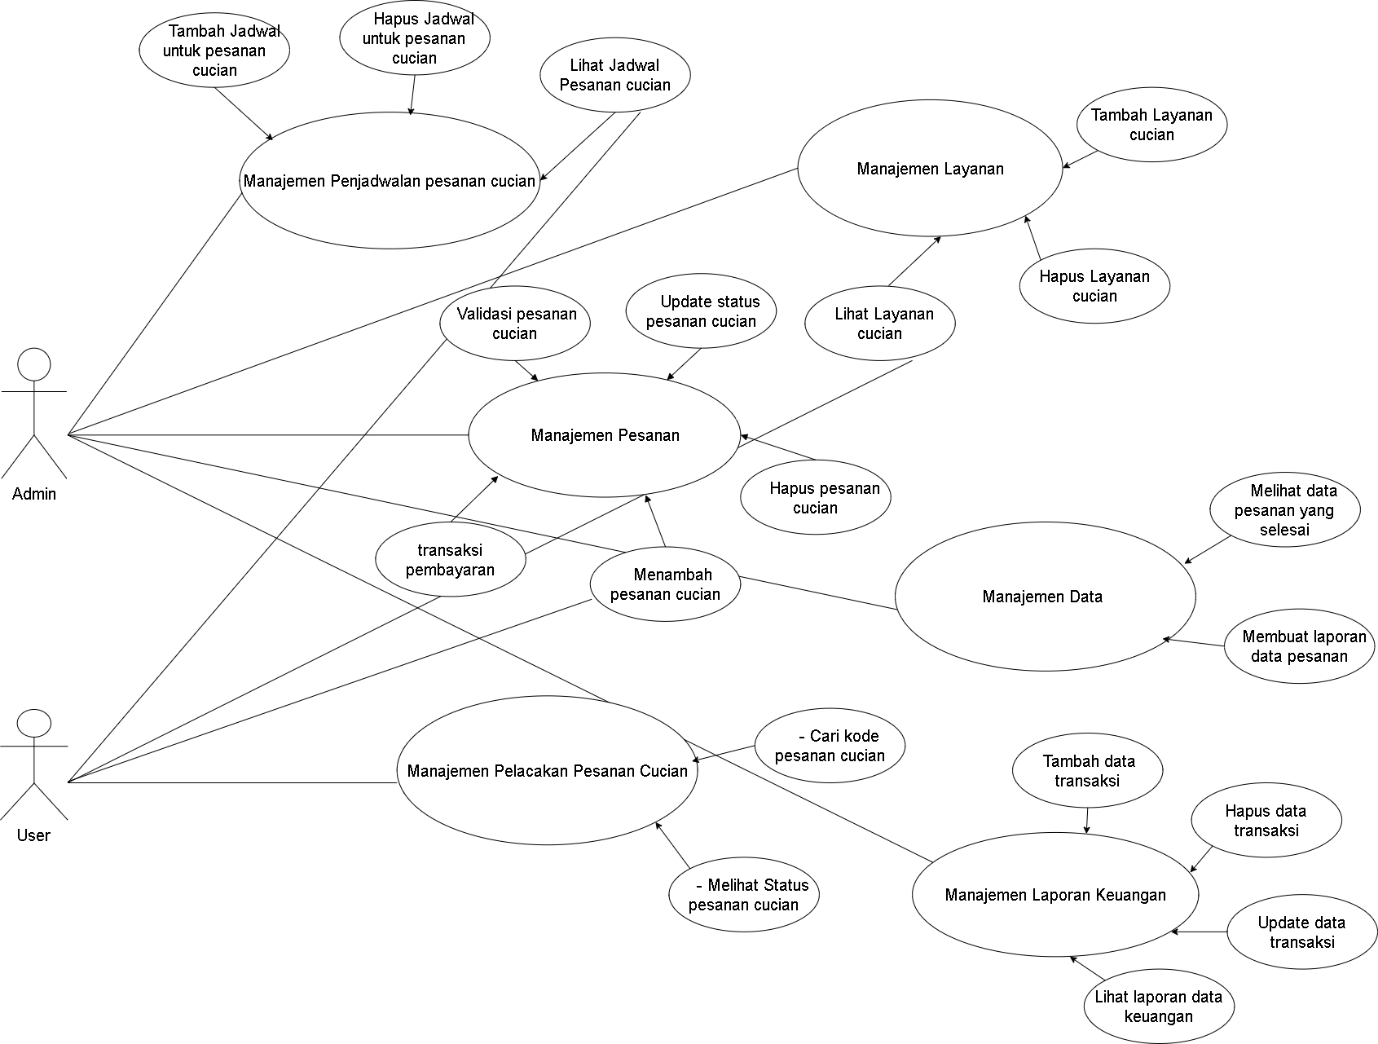 Tambah Jadwal
untuk pesanan
cucian
Hapus Jadwal
untuk pesanan
cucian
Lihat Jadwal
Pesanan cucian
Manajemen Penjadwalan pesanan cucian
Manajemen Layanan
Tambah Layanan
cucian
Hapus Layanan
cucian
Lihat Layanan
cucian
Validasi pesanan
cucian
Update status
pesanan cucian
Manajemen Pesanan
Hapus pesanan
cucian
transaksi
pembayaran
Menambah
pesanan cucian
Admin
Melihat data
pesanan yang
selesai
Manajemen Data
Membuat laporan
data pesanan
User
Manajemen Pelacakan Pesanan Cucian
- Cari kode
pesanan cucian
- Melihat Status
pesanan cucian
Tambah data
transaksi
Hapus data
transaksi
Manajemen Laporan Keuangan
Update data
transaksi
Lihat laporan data
keuangan